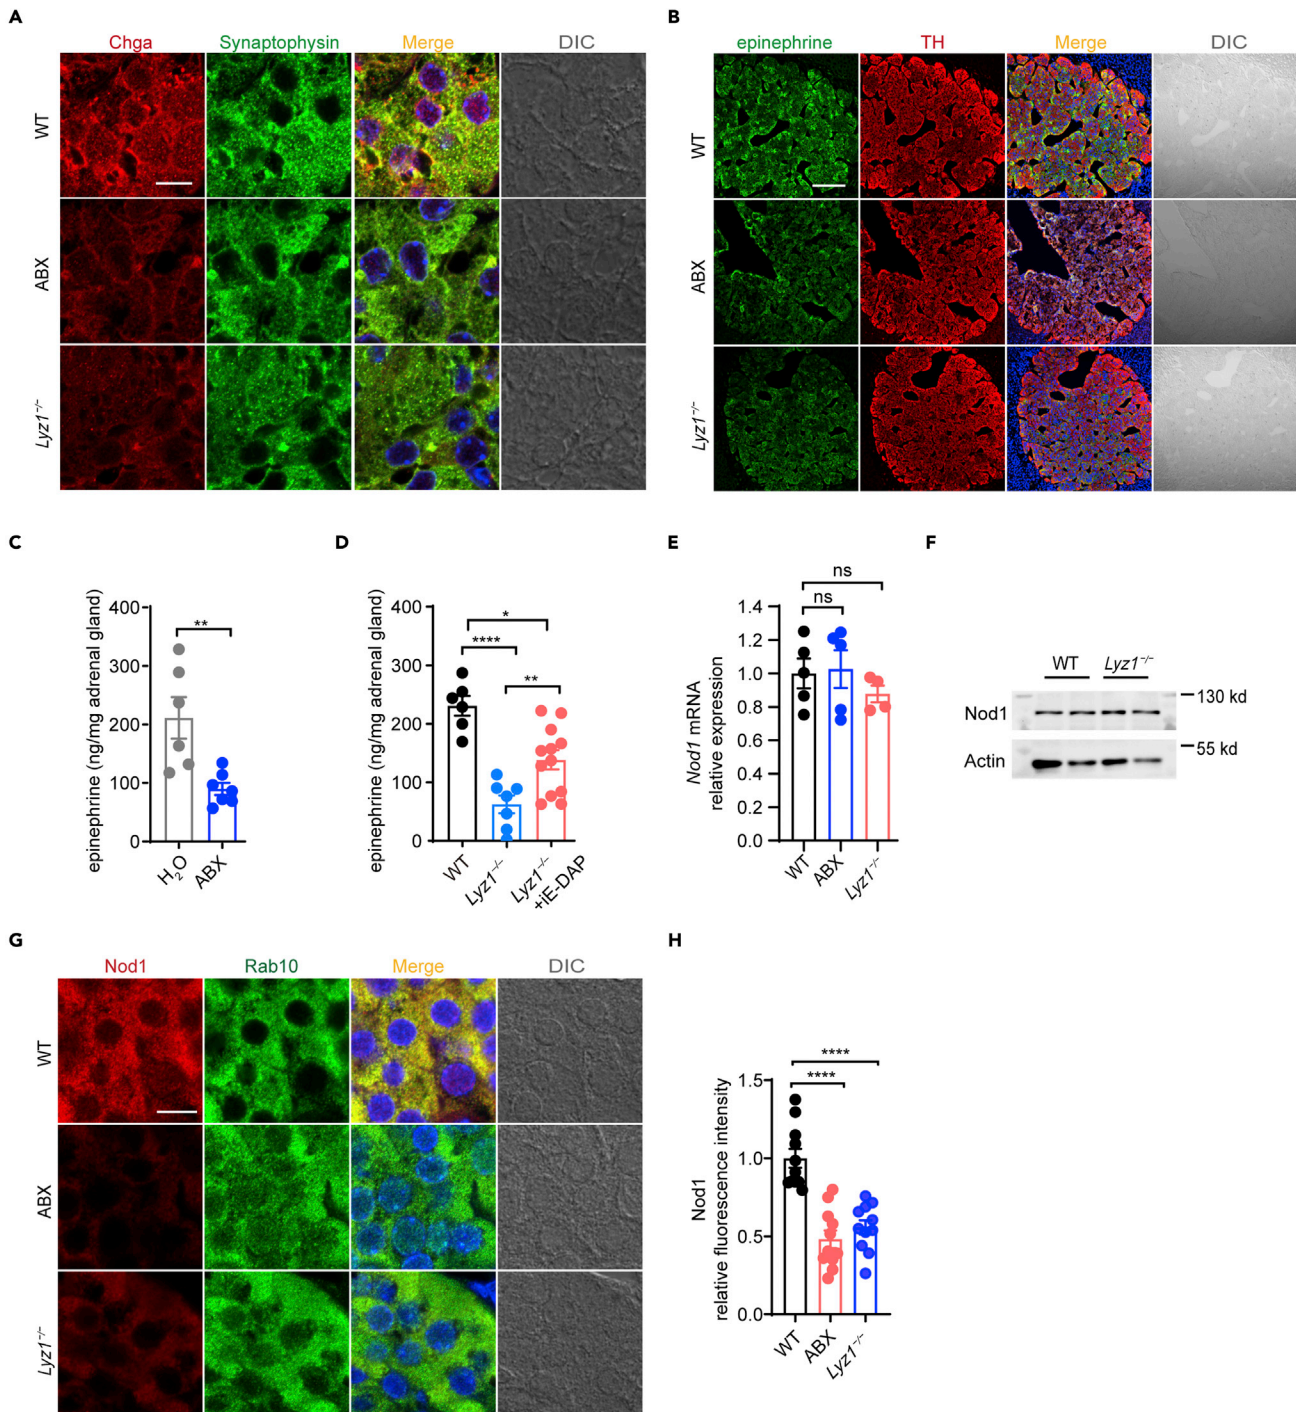 A
Chga Synaptophysin Merge DIC
WT
ABX
Lyz1⁻/⁻
B
epinephrine TH Merge DIC
WT
ABX
Lyz1⁻/⁻
C
epinephrine (ng/mg adrenal gland)
400
300
200
100
0
**
H₂O ABX
D
epinephrine (ng/mg adrenal gland)
400
300
200
100
0
*
****
**
WT Lyz1⁻/⁻ Lyz1⁻/⁻
+iE-DAP
E
Nod1 mRNA
relative expression
1.4
1.2
1.0
0.8
0.6
0.4
0.2
0.0
ns
ns
WT ABX Lyz1⁻/⁻
F
WT Lyz1⁻/⁻
130 kd
Nod1
55 kd
Actin
G
Nod1 Rab10 Merge DIC
WT
ABX
Lyz1⁻/⁻
H
Nod1
relative fluorescence intensity
1.5
1.0
0.5
0.0
****
****
WT ABX Lyz1⁻/⁻